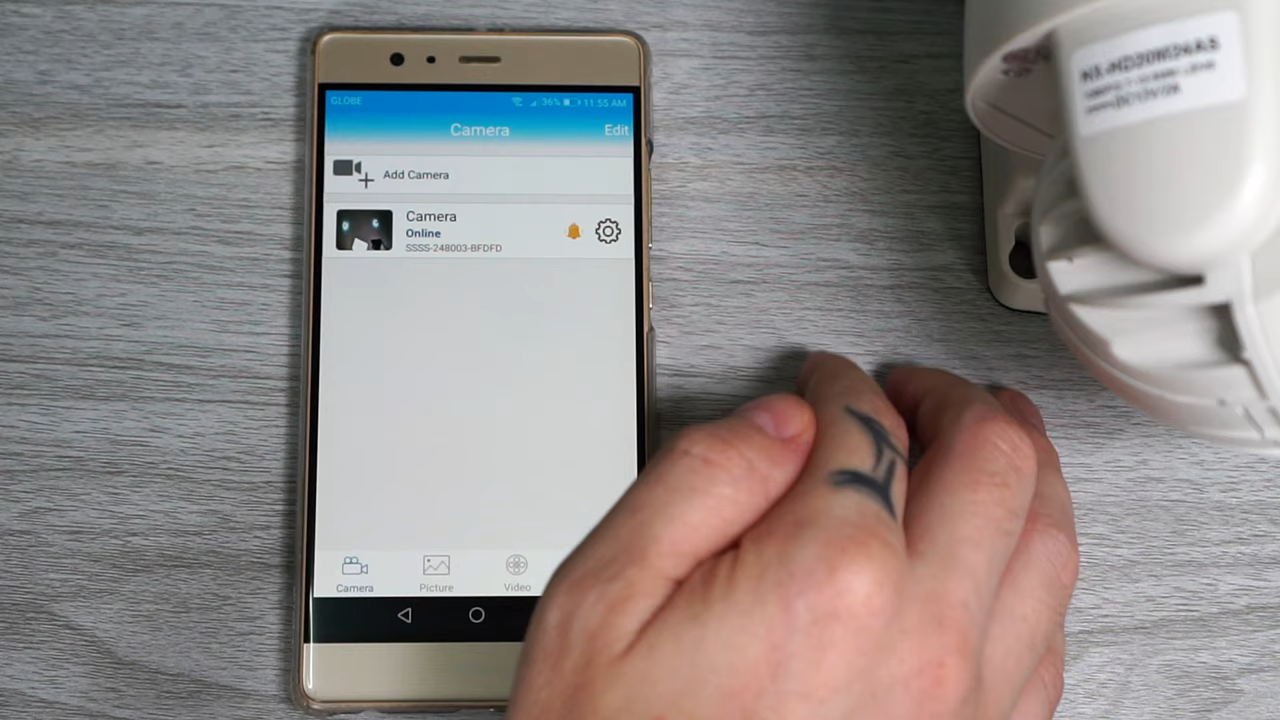 GLOBE 36% 11:55 AM
Camera Edit
Add Camera
Camera
Online
SSSS-248003-BFDFD
Camera Picture Video